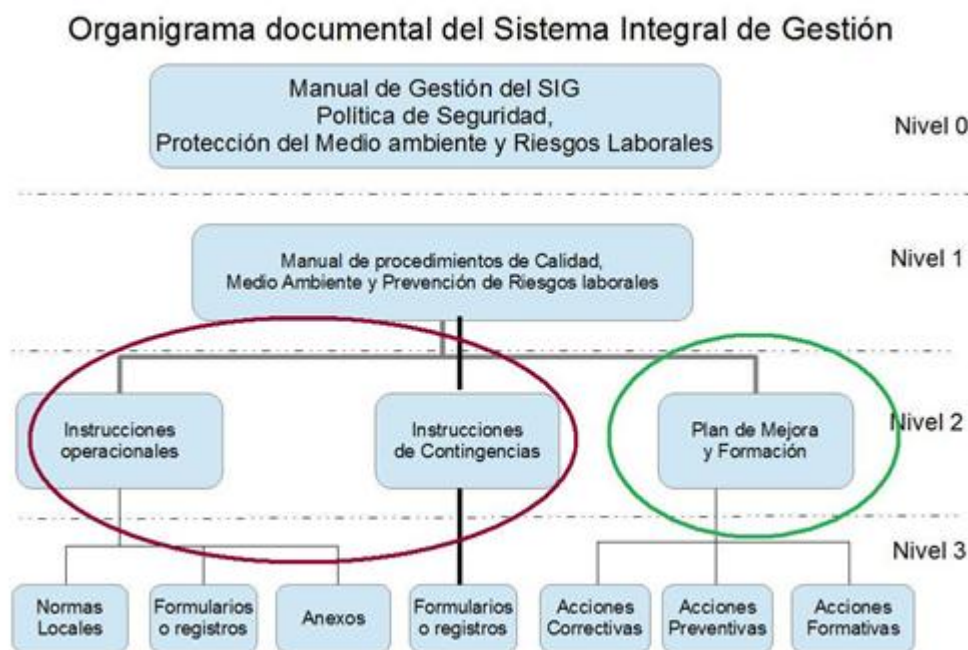 Organigrama documental del Sistema Integral de Gestión
Manual de Gestión del SIG
Política de Seguridad,
Protección del Medio ambiente y Riesgos Laborales
Nivel 0
Manual de procedimientos de Calidad,
Medio Ambiente y Prevención de Riesgos laborales
Nivel 1
Instrucciones
operacionales
Instrucciones
de Contingencias
Plan de Mejora
y Formación
Nivel 2
Nivel 3
Normas
Locales
Formularios
o registros
Anexos
Formularios
o registros
Acciones
Correctivas
Acciones
Preventivas
Acciones
Formativas